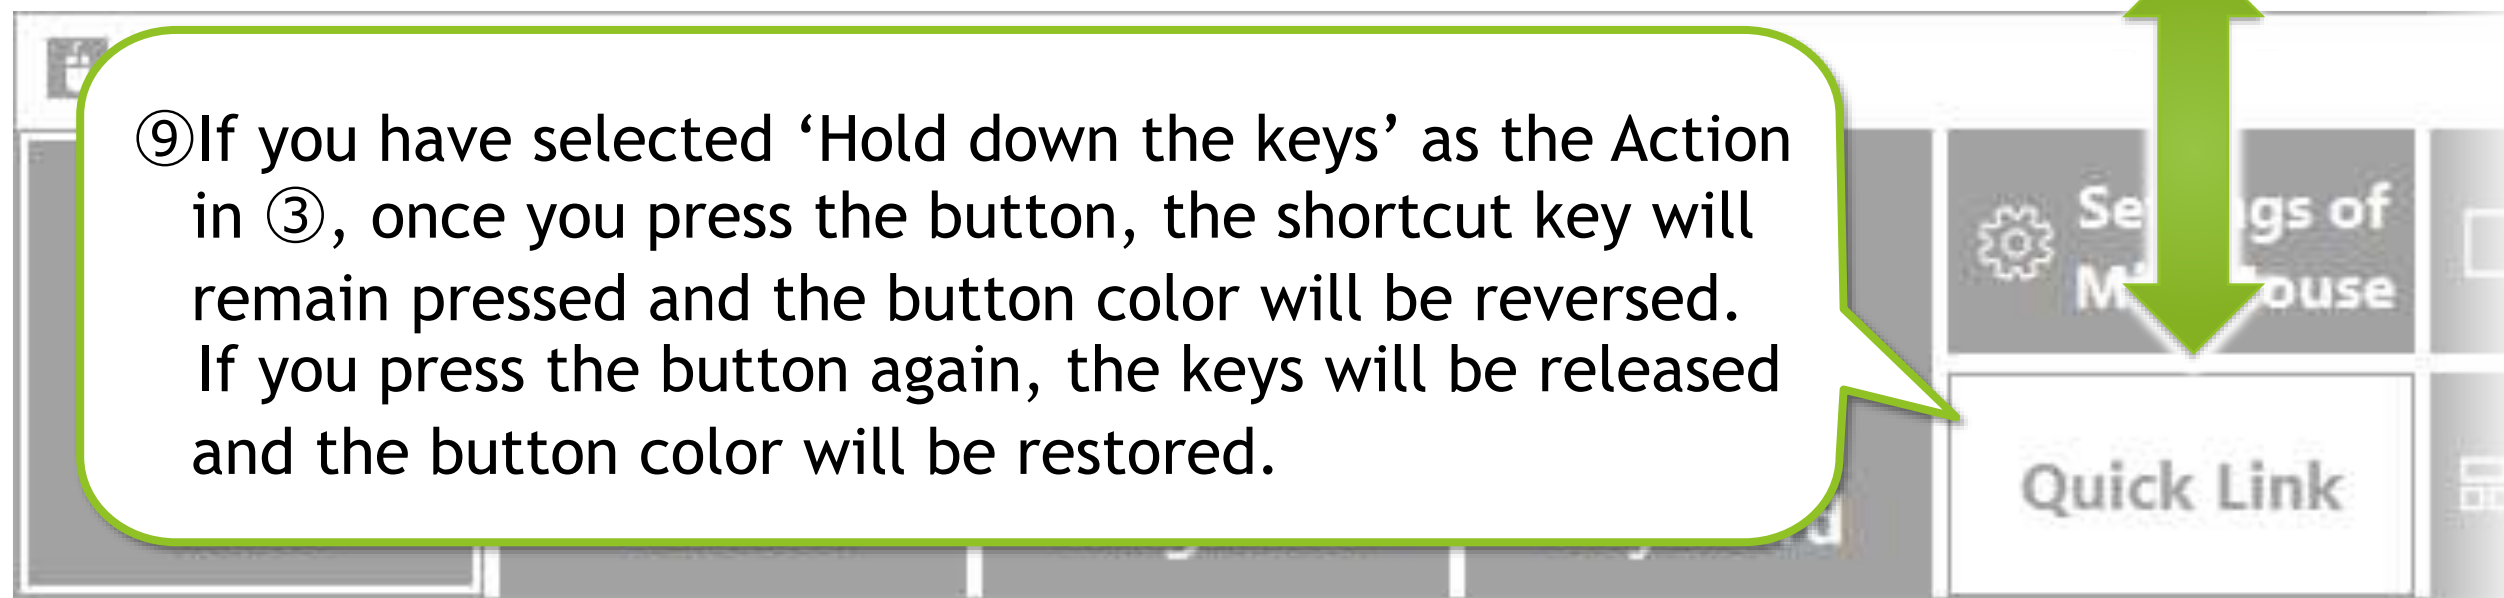 ⑨If you have selected ‘Hold down the keys’ as the Action
in ③, once you press the button, the shortcut key will
remain pressed and the button color will be reversed.
If you press the button again, the keys will be released
and the button color will be restored.
Quick Link